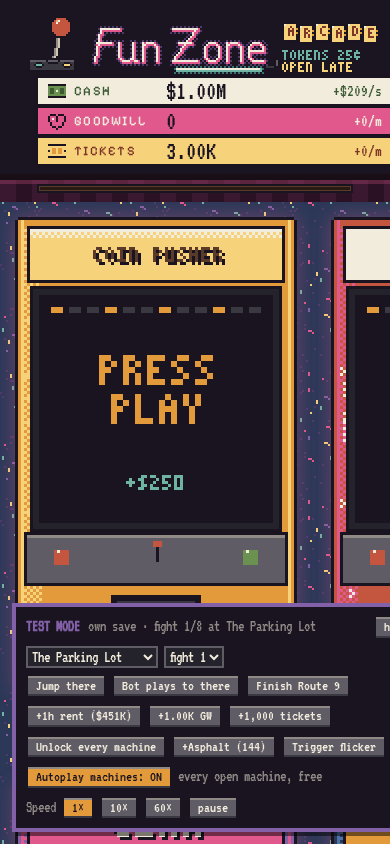 Fun Zone
ARCADE
TOKENS 25¢
OPEN LATE
CASH $1.00M +$209/s
GOODWILL 0 +0/m
TICKETS 3.00K +0/m
COIN PUSHER
PRESS
PLAY
+$250
TEST MODE own save · fight 1/8 at The Parking Lot h
The Parking Lot fight 1
Jump there Bot plays to there Finish Route 9
+1h rent ($451K) +1.00K GW +1,000 tickets
Unlock every machine +Asphalt (144) Trigger flicker
Autoplay machines: ON every open machine, free
Speed 1X 10X 60X pause